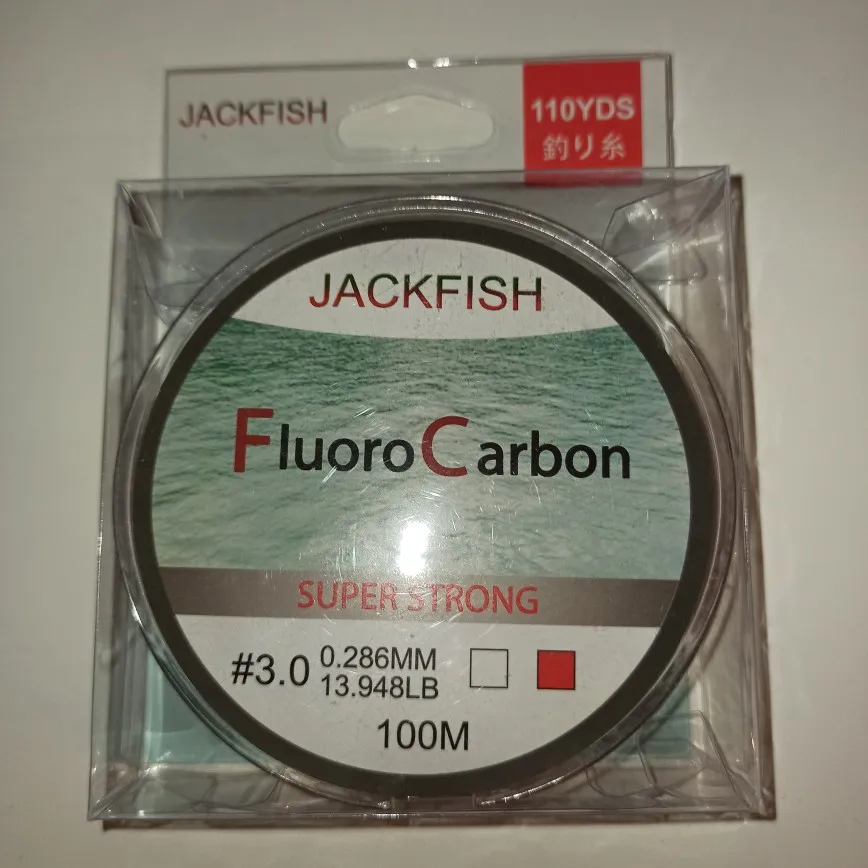 JACKFISH
110YDS
釣り糸
JACKFISH
FluoroCarbon
SUPER STRONG
#3.0 0.286MM
13.948LB
100M